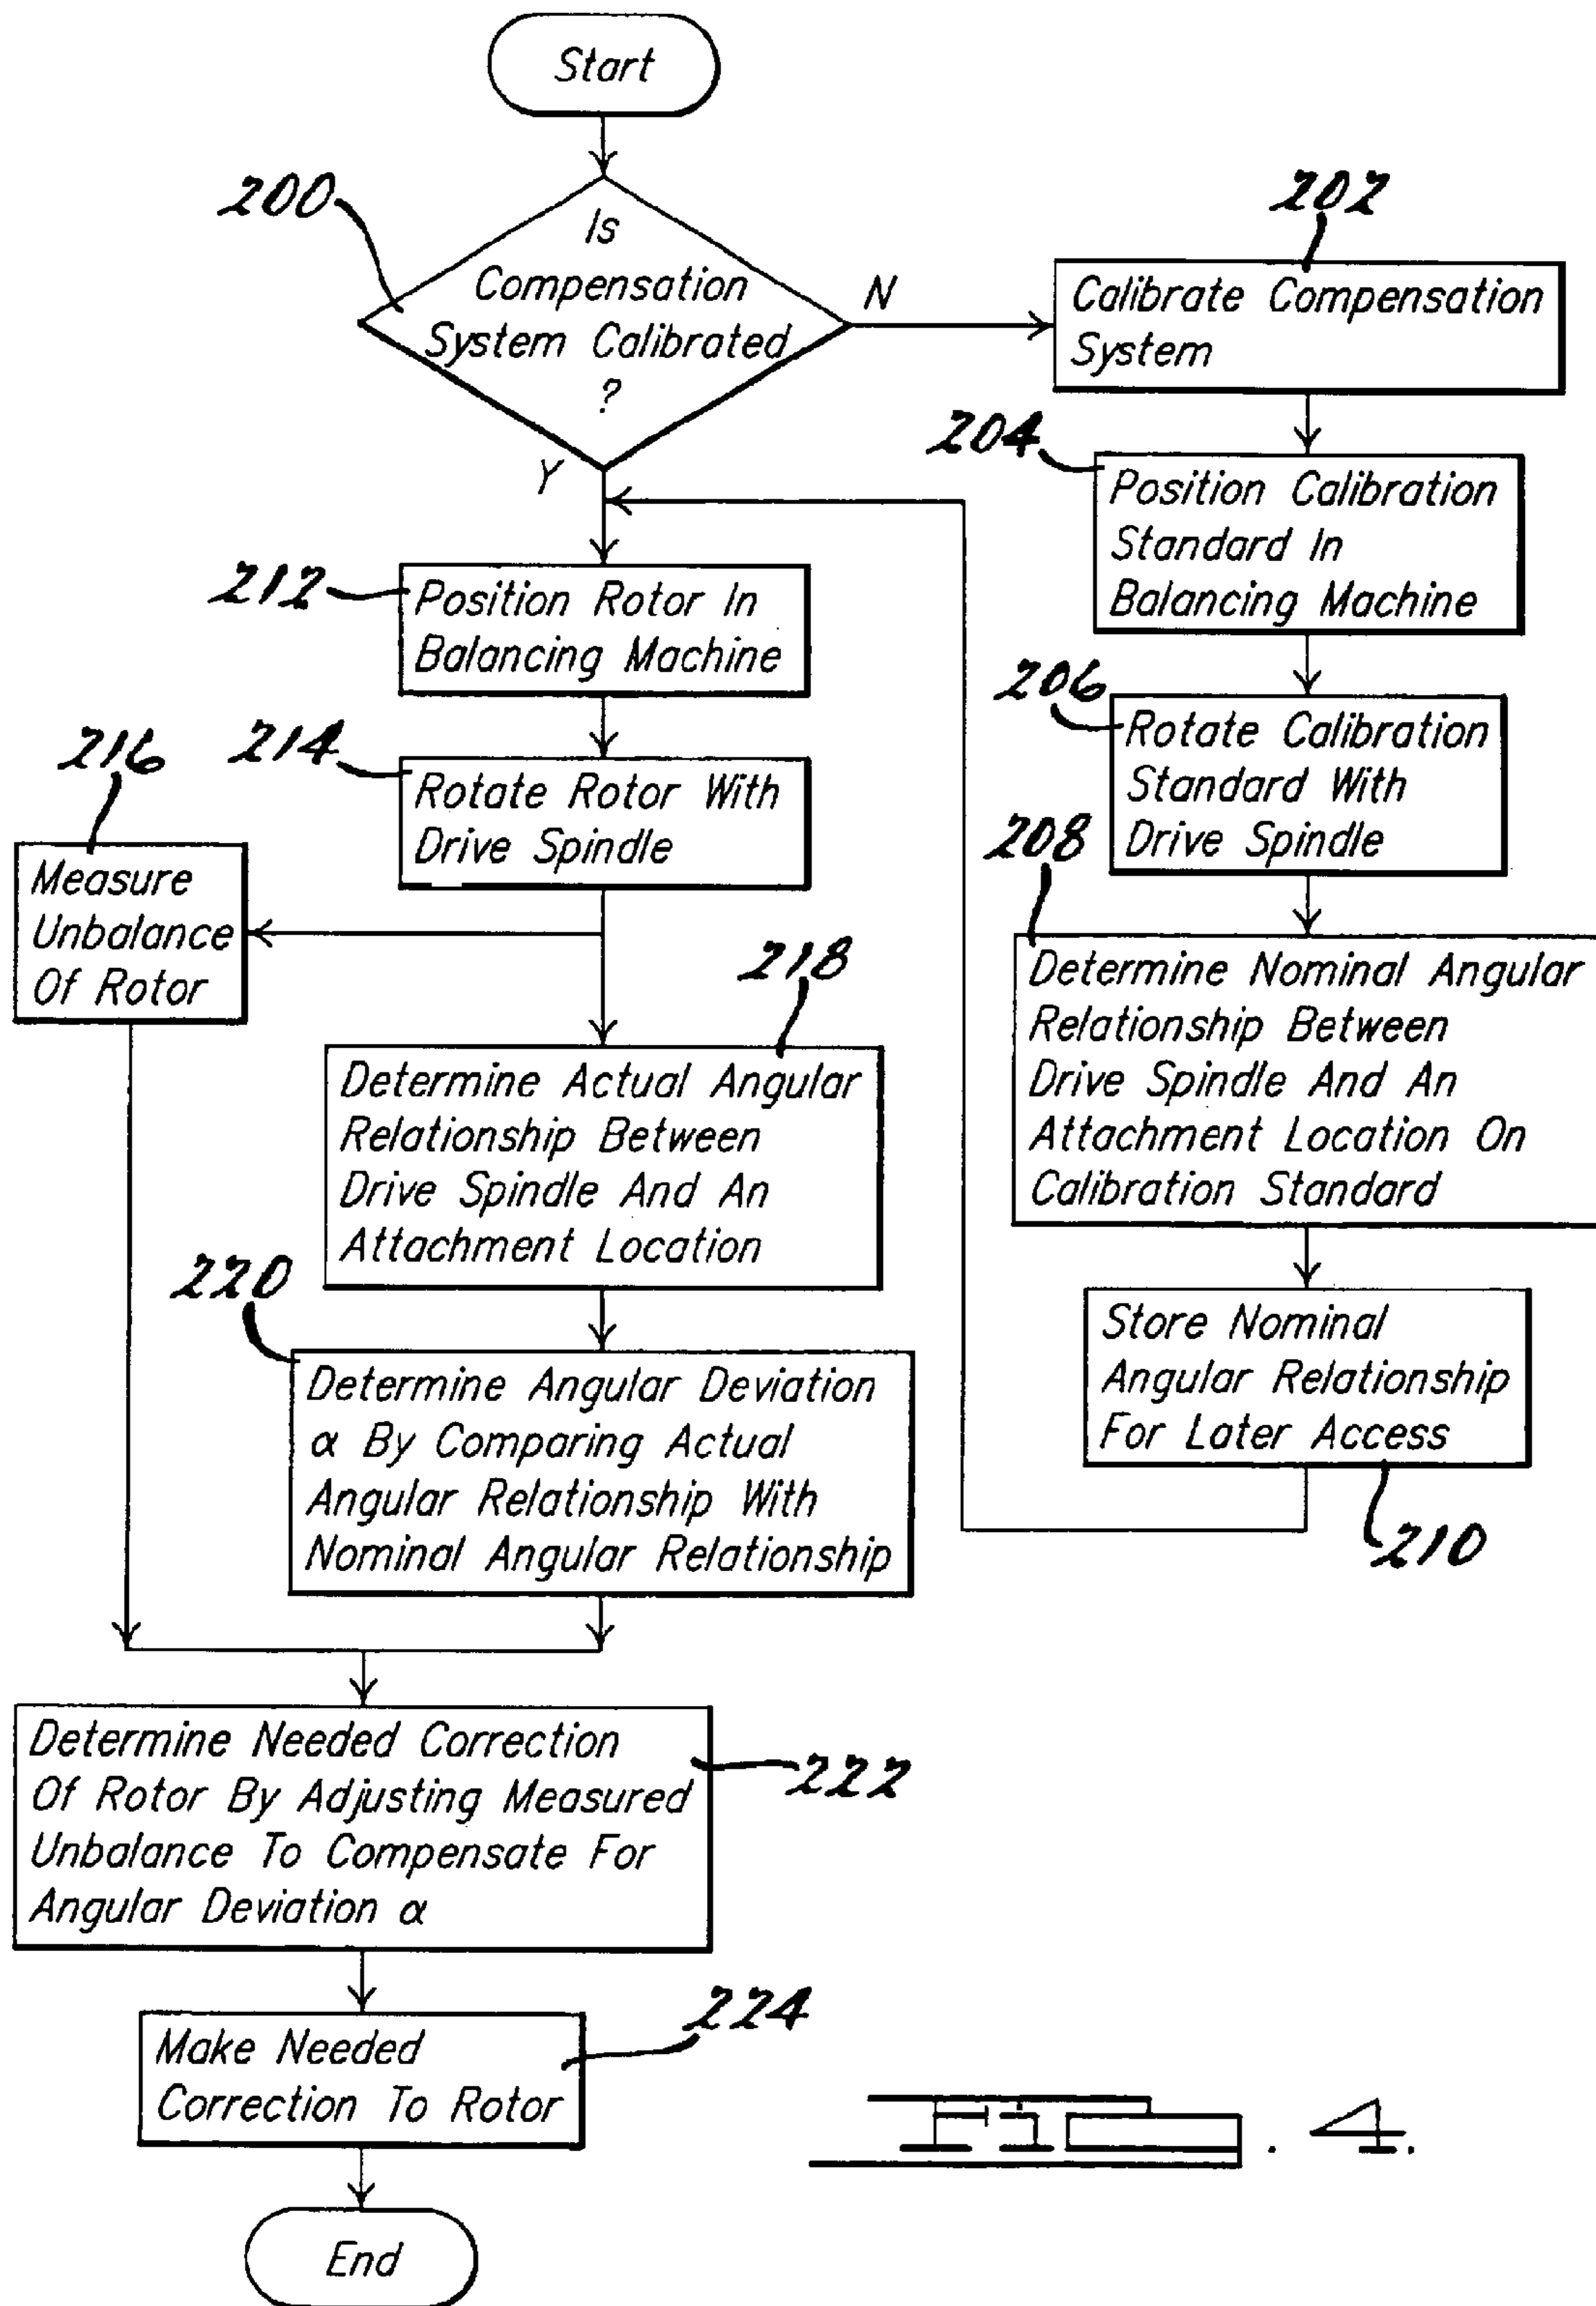 Start
200
Is
Compensation
System Calibrated
?
N
Y
202
Calibrate Compensation
System
204
Position Calibration
Standard In
Balancing Machine
206
Rotate Calibration
Standard With
Drive Spindle
208
Determine Nominal Angular
Relationship Between
Drive Spindle And An
Attachment Location On
Calibration Standard
Store Nominal
Angular Relationship
For Later Access
210
212
Position Rotor In
Balancing Machine
214
Rotate Rotor With
Drive Spindle
216
Measure
Unbalance
Of Rotor
218
Determine Actual Angular
Relationship Between
Drive Spindle And An
Attachment Location
220
Determine Angular Deviation
α By Comparing Actual
Angular Relationship With
Nominal Angular Relationship
Determine Needed Correction
Of Rotor By Adjusting Measured
Unbalance To Compensate For
Angular Deviation α
222
224
Make Needed
Correction To Rotor
End
Fig. 4.